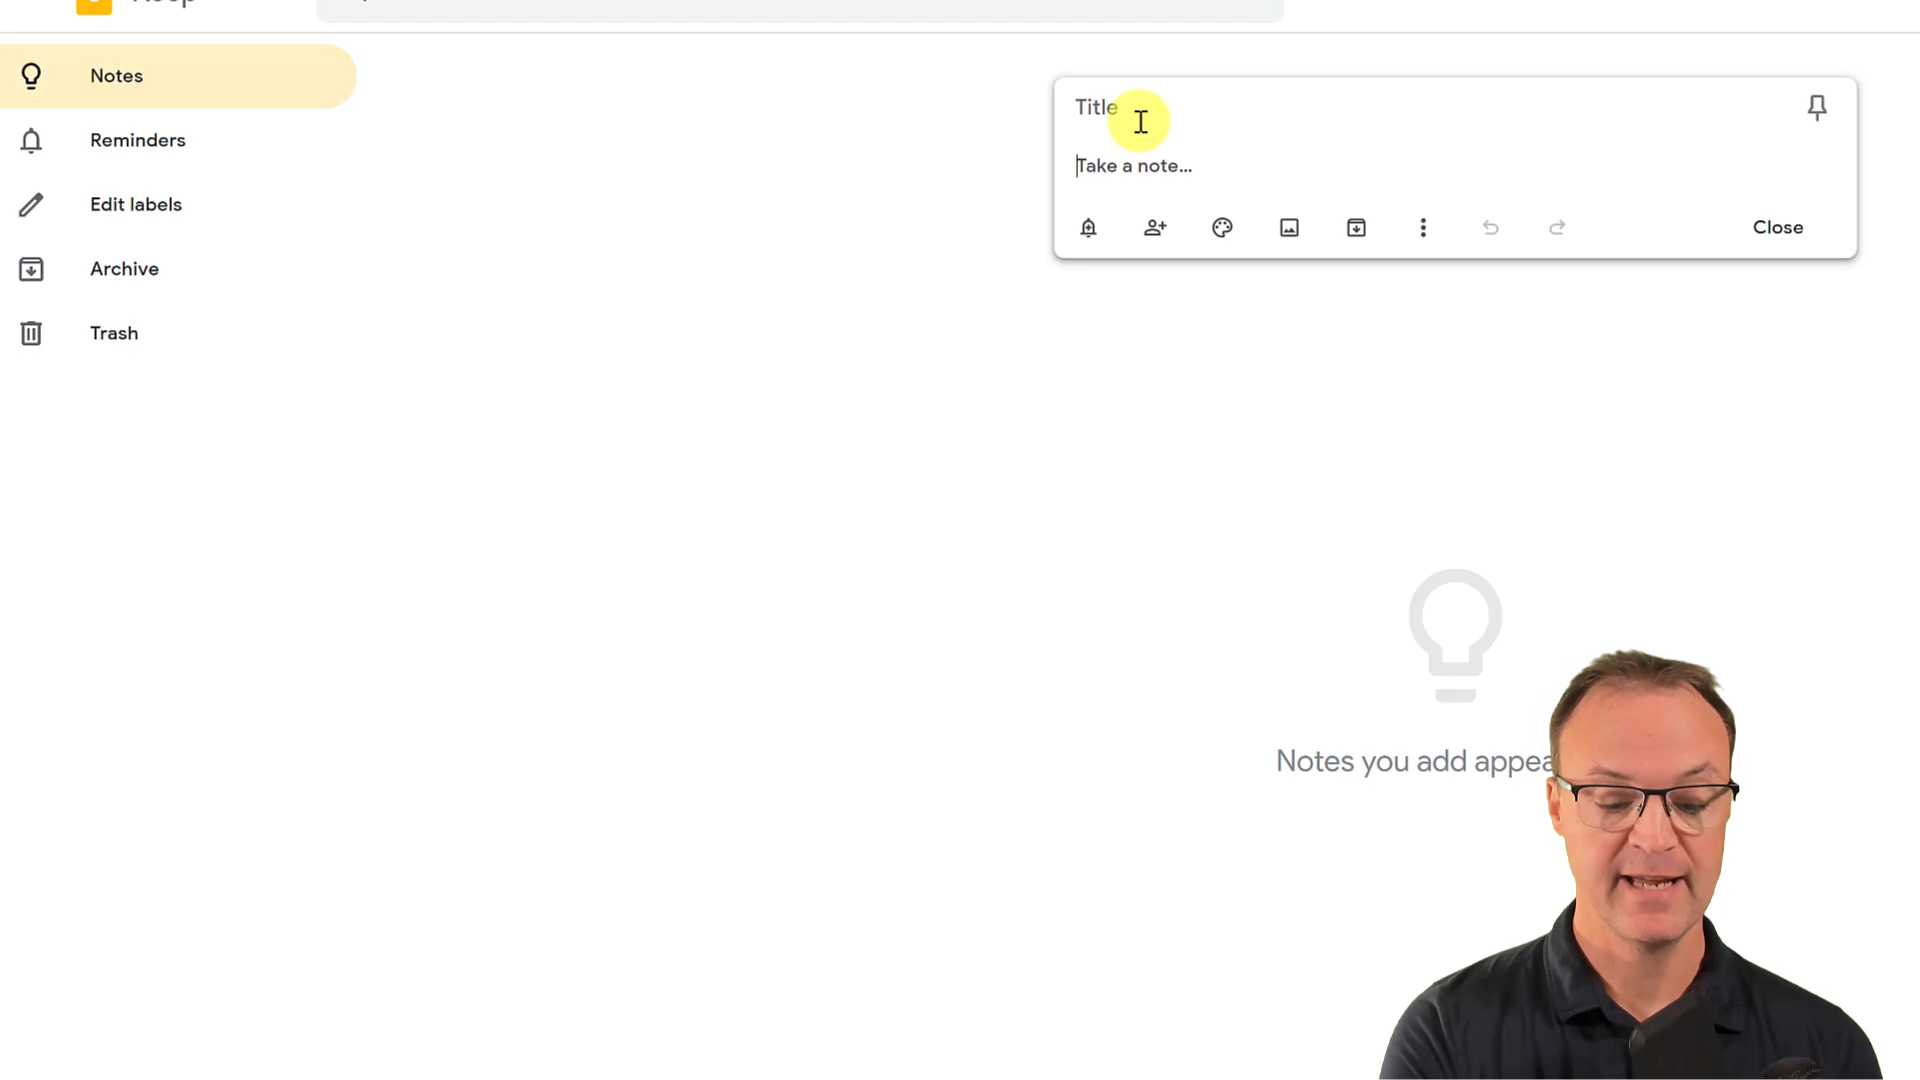 Notes
Reminders
Edit labels
Archive
Trash
Title
Take a note...
Close
Notes you add appea